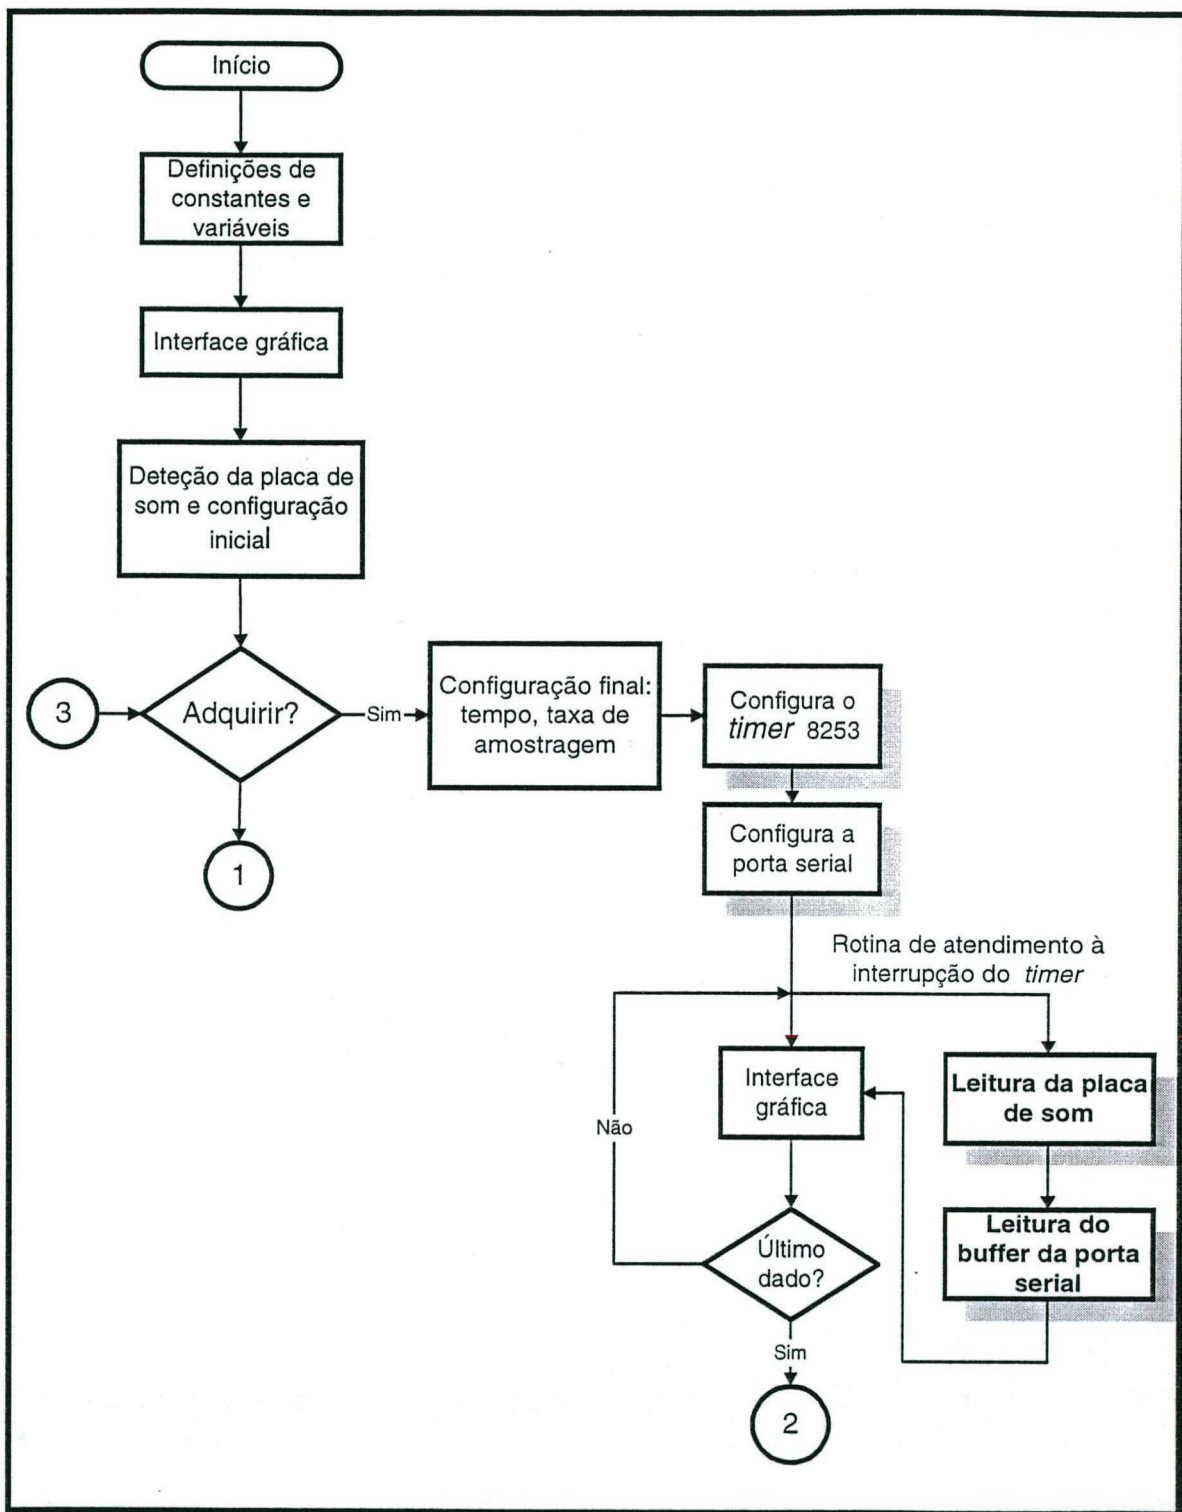 Início
Definições de
constantes e
variáveis
Interface gráfica
Deteção da placa de
som e configuração
inicial
3
Adquirir?
Sim
Configuração final:
tempo, taxa de
amostragem
Configura o
timer 8253
1
Configura a
porta serial
Rotina de atendimento à
interrupção do timer
Interface
gráfica
Leitura da placa
de som
Não
Último
dado?
Leitura do
buffer da porta
serial
Sim
2